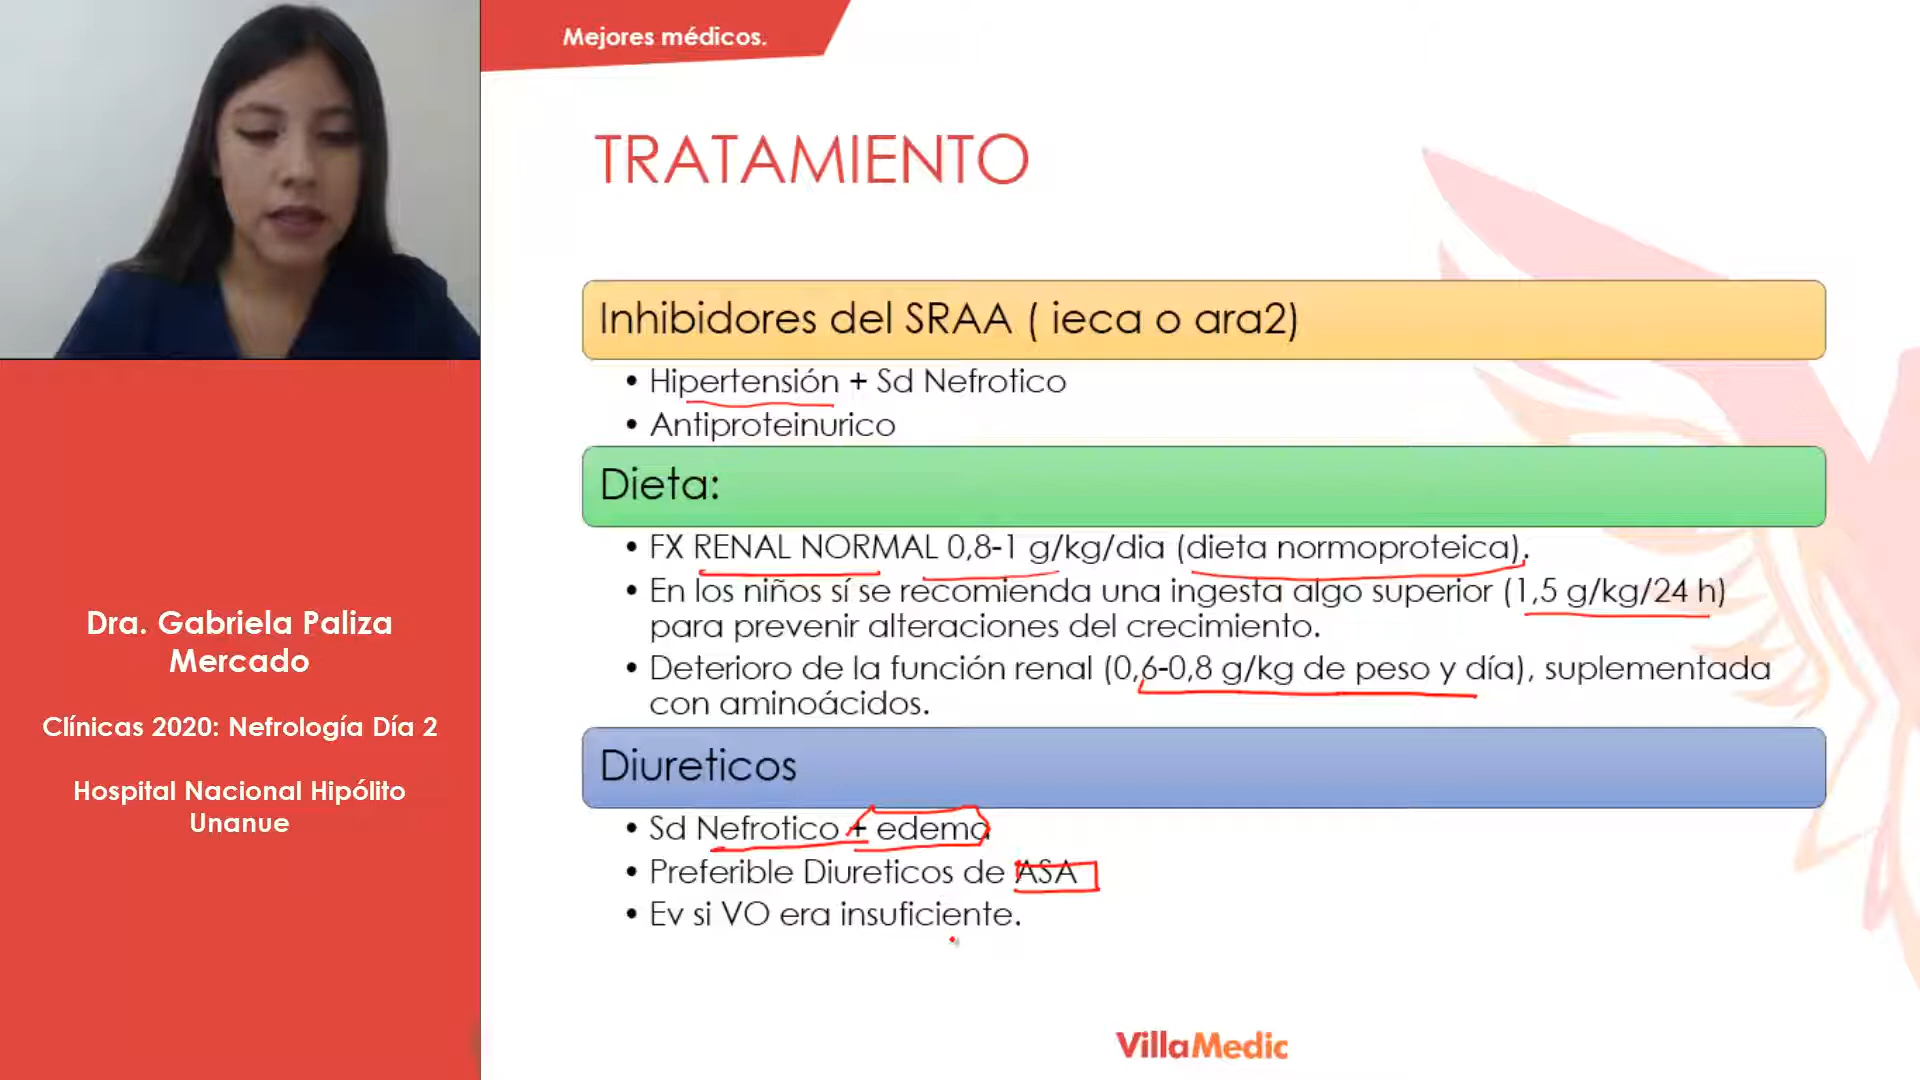 Mejores médicos.
TRATAMIENTO
Inhibidores del SRAA ( ieca o ara2)
• Hipertensión + Sd Nefrotico
• Antiproteinurico
Dieta:
• FX RENAL NORMAL 0,8-1 g/kg/dia (dieta normoproteica).
• En los niños sí se recomienda una ingesta algo superior (1,5 g/kg/24 h)
para prevenir alteraciones del crecimiento.
• Deterioro de la función renal (0,6-0,8 g/kg de peso y día), suplementada
con aminoácidos.
Diureticos
• Sd Nefrotico + edema
• Preferible Diureticos de ASA
• Ev si VO era insuficiente.
Dra. Gabriela Paliza
Mercado
Clínicas 2020: Nefrología Día 2
Hospital Nacional Hipólito
Unanue
VillaMedic